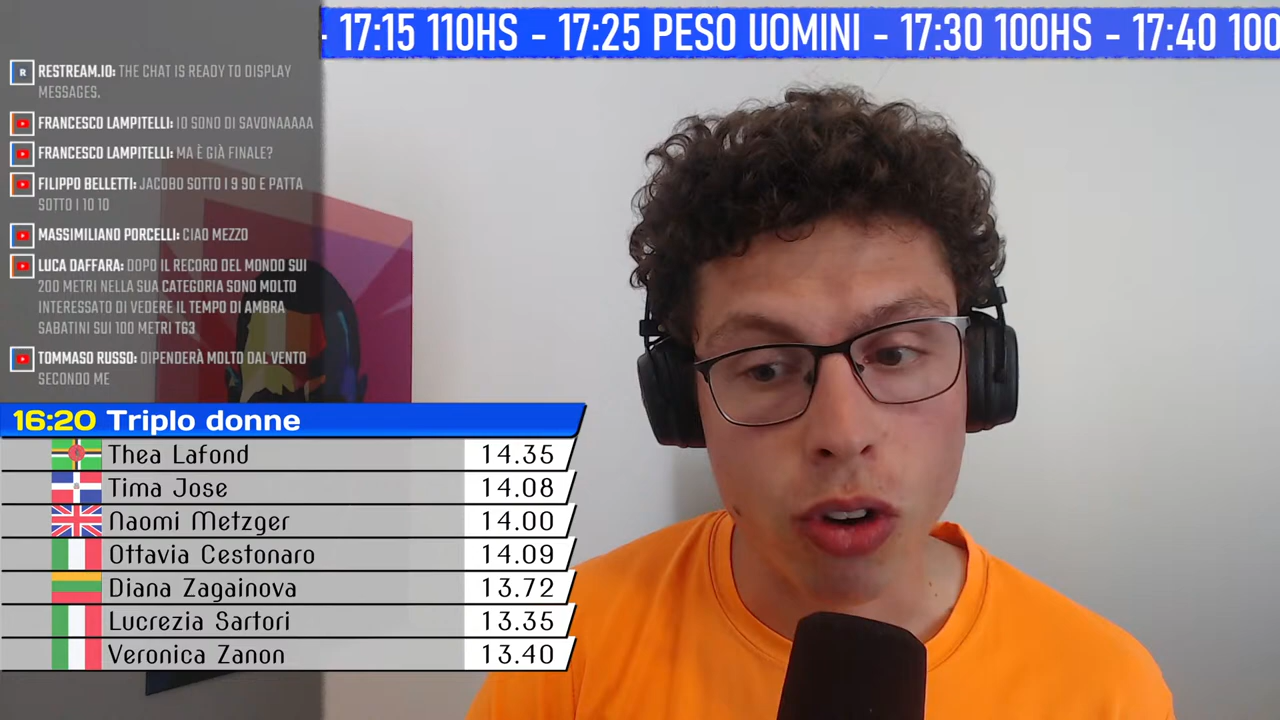 - 17:15 110HS - 17:25 PESO UOMINI - 17:30 100HS - 17:40 100
RESTREAM.IO: THE CHAT IS READY TO DISPLAY
MESSAGES.
FRANCESCO LAMPITELLI: IO SONO DI SAVONAAAAA
FRANCESCO LAMPITELLI: MA È GIÀ FINALE?
FILIPPO BELLETTI: JACOBO SOTTO I 9 90 E PATTA
SOTTO I 10 10
MASSIMILIANO PORCELLI: CIAO MEZZO
LUCA DAFFARA: DOPO IL RECORD DEL MONDO SUI
200 METRI NELLA SUA CATEGORIA SONO MOLTO
INTERESSATO DI VEDERE IL TEMPO DI AMBRA
SABATINI SUI 100 METRI T63
TOMMASO RUSSO: DIPENDERÀ MOLTO DAL VENTO
SECONDO ME
16:20 Triplo donne
Thea Lafond 14.35
Tima Jose 14.08
Naomi Metzger 14.00
Ottavia Cestonaro 14.09
Diana Zagainova 13.72
Lucrezia Sartori 13.35
Veronica Zanon 13.40